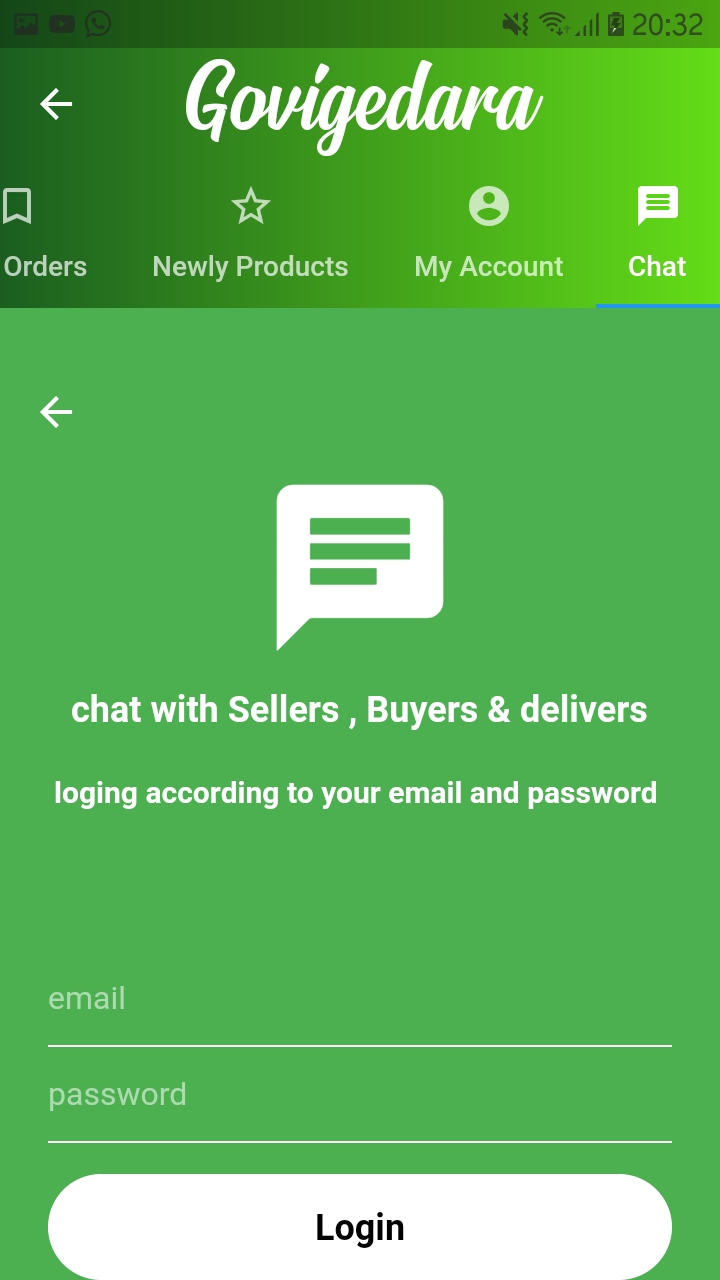 20:32
Govigedara
Orders Newly Products My Account Chat
chat with Sellers , Buyers & delivers
loging according to your email and password
email
password
Login